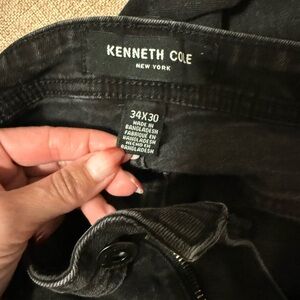 KENNETH COLE
NEW YORK
34X30
MADE IN
BANGLADESH
FABRIQUE EN
BANGLADESH
HECHO EN
BANGLADESH